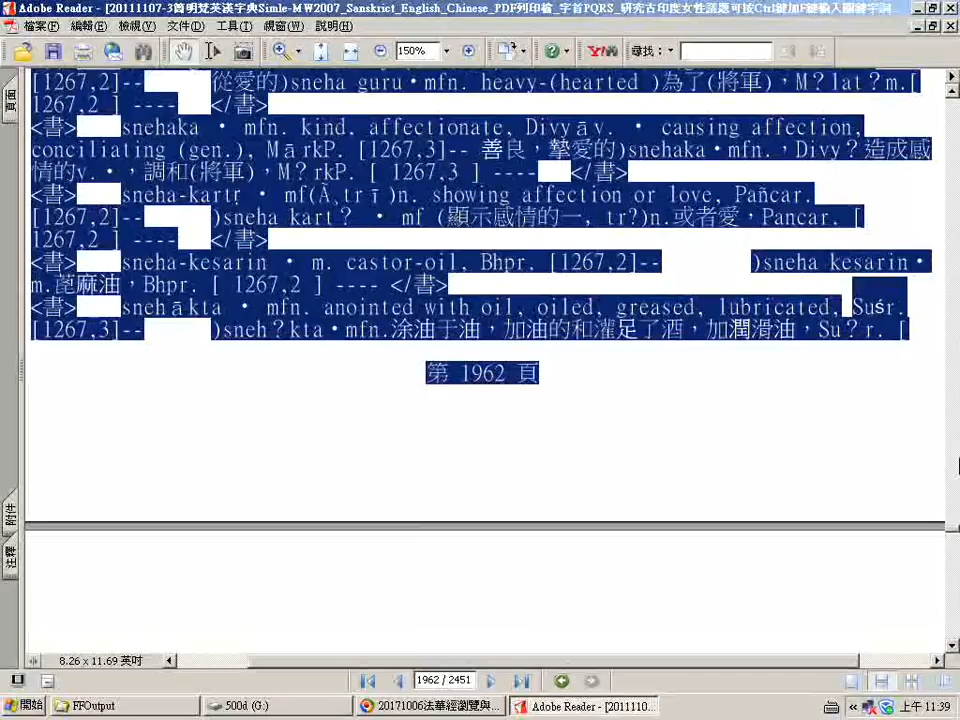 Adobe Reader - [20111107-3簡明梵英漢字典Simle-MW2007_Sanskrict_English_Chinese_PDF列印檔_字首PQRS_研究古印度女性議題可按Ctrl鍵加F鍵輸入關鍵字詞
檔案(F) 編輯(E) 檢視(V) 文件(D) 工具(T) 視窗(W) 說明(H)
150% 尋找：
頁面
[1267,2]-- 從愛的)sneha guru‧mfn. heavy-(hearted )為了(將軍)，M？lat？m.[
1267,2 ] ---- </書>
<書> snehaka ‧ mfn. kind, affectionate, Divyāv. ‧ causing affection,
conciliating (gen.), MārkP. [1267,3]-- 善良，摯愛的)snehaka‧mfn.，Divy？造成感
情的v.‧，調和(將軍)，M？rkP. [ 1267,3 ] ---- </書>
<書> sneha-kartṛ ‧ mf(À,trī)n. showing affection or love, Pañcar.
[1267,2]-- )sneha kart？ ‧ mf (顯示感情的一, tr?)n.或者愛，Pancar. [
1267,2 ] ---- </書>
<書> sneha-kesarin ‧ m. castor-oil, Bhpr. [1267,2]-- )sneha kesarin‧
m.蓖麻油，Bhpr. [ 1267,2 ] ---- </書>
<書> snehākta ‧ mfn. anointed with oil, oiled, greased, lubricated, Suśr.
[1267,3]-- )sneh？kta‧mfn.涂油于油，加油的和灌足了酒，加潤滑油，Su？r. [
第 1962 頁
附件
注釋
8.26 x 11.69 英吋
1962 / 2451
開始 FFOutput 500d (G:) 20171006法華經瀏覽與... Adobe Reader - [2011110... 上午 11:39